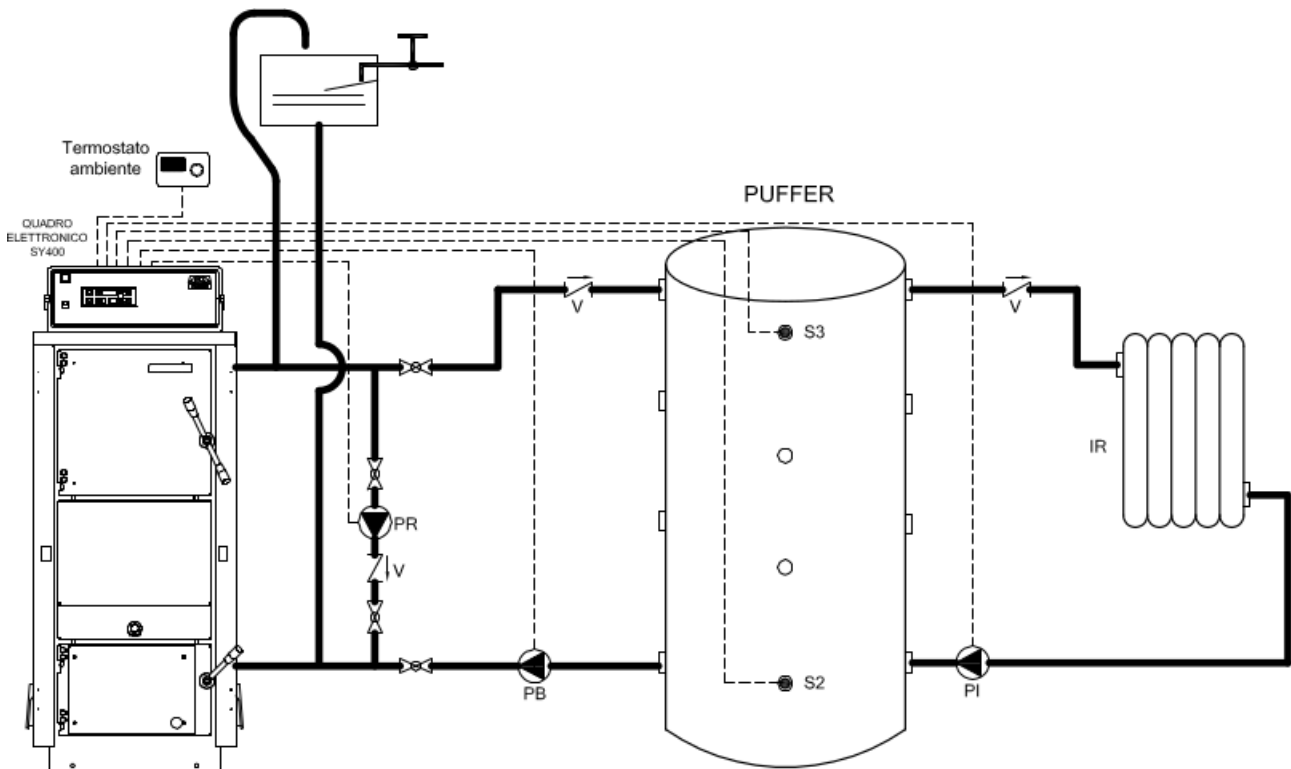 Termostato
ambiente
QUADRO
ELETTRONICO
SY400
PUFFER
V
V
S3
IR
PR
V
PB
S2
PI